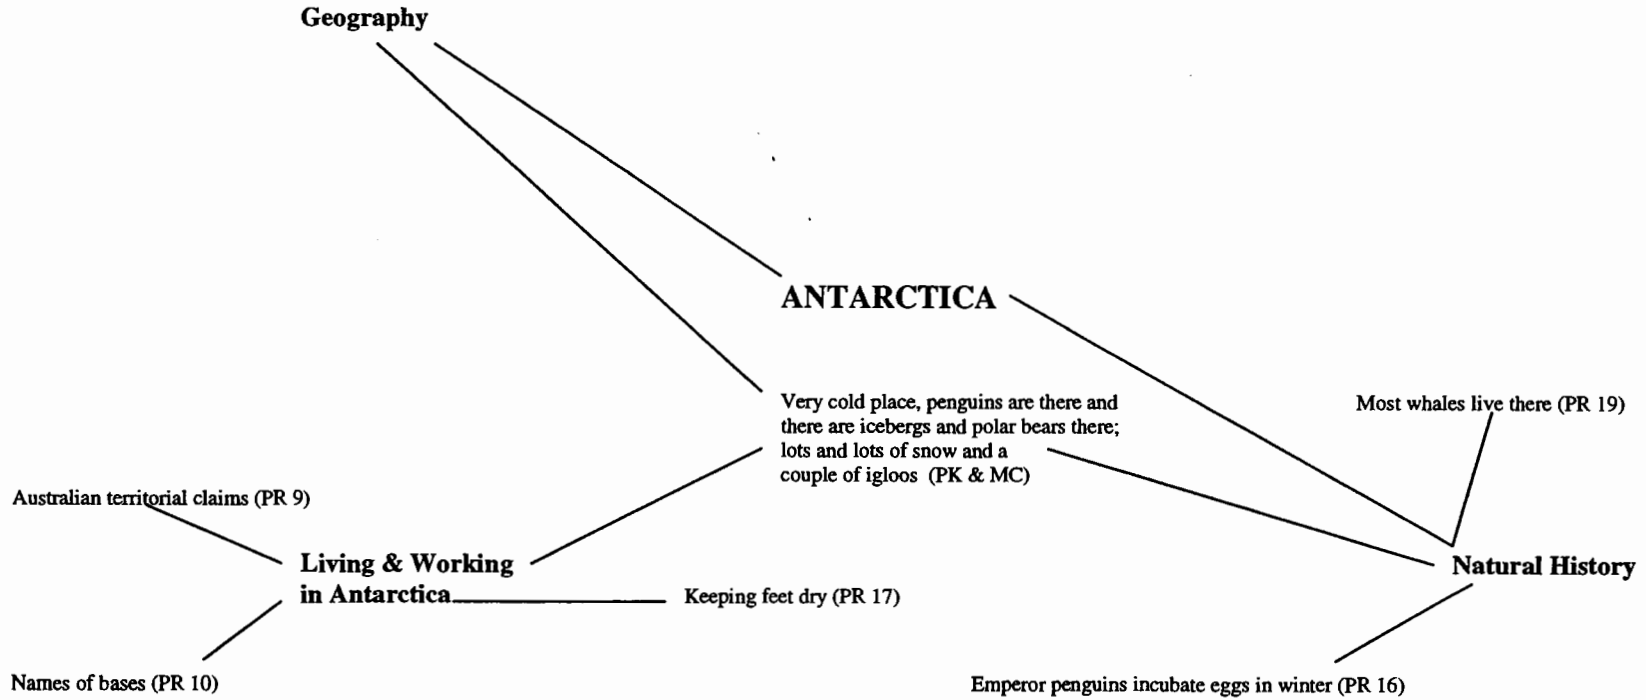 Geography
ANTARCTICA
Very cold place, penguins are there and
there are icebergs and polar bears there;
lots and lots of snow and a
couple of igloos (PK & MC)
Most whales live there (PR 19)
Australian territorial claims (PR 9)
Living & Working
in Antarctica
Natural History
Keeping feet dry (PR 17)
Names of bases (PR 10)
Emperor penguins incubate eggs in winter (PR 16)